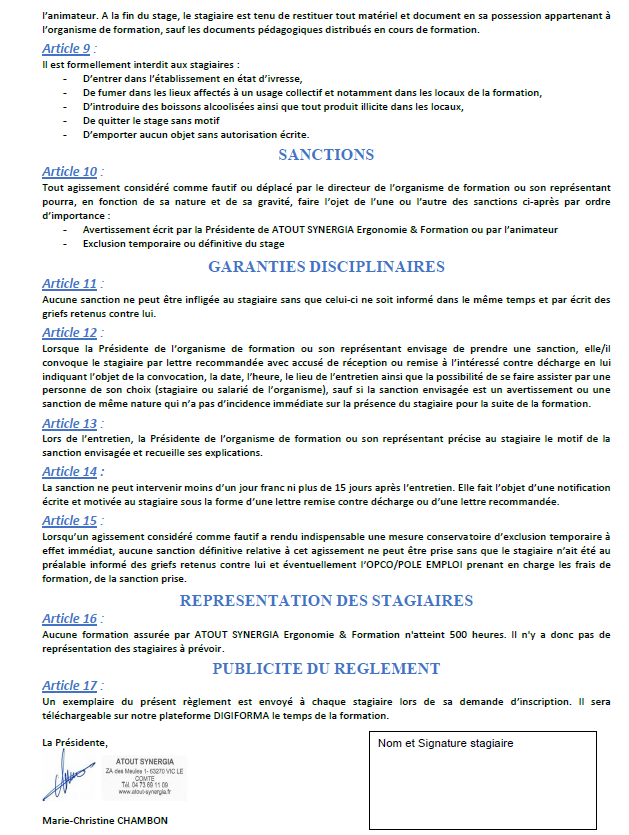 l'animateur. A la fin du stage, le stagiaire est tenu de restituer tout matériel et document en sa possession appartenant à
l'organisme de formation, sauf les documents pédagogiques distribués en cours de formation.
Article 9 :
Il est formellement interdit aux stagiaires :
- D'entrer dans l'établissement en état d'ivresse,
- De fumer dans les lieux affectés à un usage collectif et notamment dans les locaux de la formation,
- D'introduire des boissons alcoolisées ainsi que tout produit illicite dans les locaux,
- De quitter le stage sans motif
- D'emporter aucun objet sans autorisation écrite.
SANCTIONS
Article 10 :
Tout agissement considéré comme fautif ou déplacé par le directeur de l'organisme de formation ou son représentant
pourra, en fonction de sa nature et de sa gravité, faire l'ojet de l'une ou l'autre des sanctions ci-après par ordre
d'importance :
- Avertissement écrit par la Présidente de ATOUT SYNERGIA Ergonomie & Formation ou par l'animateur
- Exclusion temporaire ou définitive du stage
GARANTIES DISCIPLINAIRES
Article 11 :
Aucune sanction ne peut être infligée au stagiaire sans que celui-ci ne soit informé dans le même temps et par écrit des
griefs retenus contre lui.
Article 12 :
Lorsque la Présidente de l'organisme de formation ou son représentant envisage de prendre une sanction, elle/il
convoque le stagiaire par lettre recommandée avec accusé de réception ou remise à l'intéressé contre décharge en lui
indiquant l'objet de la convocation, la date, l'heure, le lieu de l'entretien ainsi que la possibilité de se faire assister par une
personne de son choix (stagiaire ou salarié de l'organisme), sauf si la sanction envisagée est un avertissement ou une
sanction de même nature qui n'a pas d'incidence immédiate sur la présence du stagiaire pour la suite de la formation.
Article 13 :
Lors de l'entretien, la Présidente de l'organisme de formation ou son représentant précise au stagiaire le motif de la
sanction envisagée et recueille ses explications.
Article 14 :
La sanction ne peut intervenir moins d'un jour franc ni plus de 15 jours après l'entretien. Elle fait l'objet d'une notification
écrite et motivée au stagiaire sous la forme d'une lettre remise contre décharge ou d'une lettre recommandée.
Article 15 :
Lorsqu'un agissement considéré comme fautif a rendu indispensable une mesure conservatoire d'exclusion temporaire à
effet immédiat, aucune sanction définitive relative à cet agissement ne peut être prise sans que le stagiaire n'ait été au
préalable informé des griefs retenus contre lui et éventuellement l'OPCO/POLE EMPLOI prenant en charge les frais de
formation, de la sanction prise.
REPRESENTATION DES STAGIAIRES
Article 16 :
Aucune formation assurée par ATOUT SYNERGIA Ergonomie & Formation n'atteint 500 heures. Il n'y a donc pas de
représentation des stagiaires à prévoir.
PUBLICITE DU REGLEMENT
Article 17 :
Un exemplaire du présent règlement est envoyé à chaque stagiaire lors de sa demande d'inscription. Il sera
téléchargeable sur notre plateforme DIGIFORMA le temps de la formation.
La Présidente,
ATOUT SYNERGIA
ZA des Meules 1- 63270 VIC LE
COMTE
Tél. 04 73 69 11 09
www.atout-synergia.fr
Nom et Signature stagiaire
Marie-Christine CHAMBON